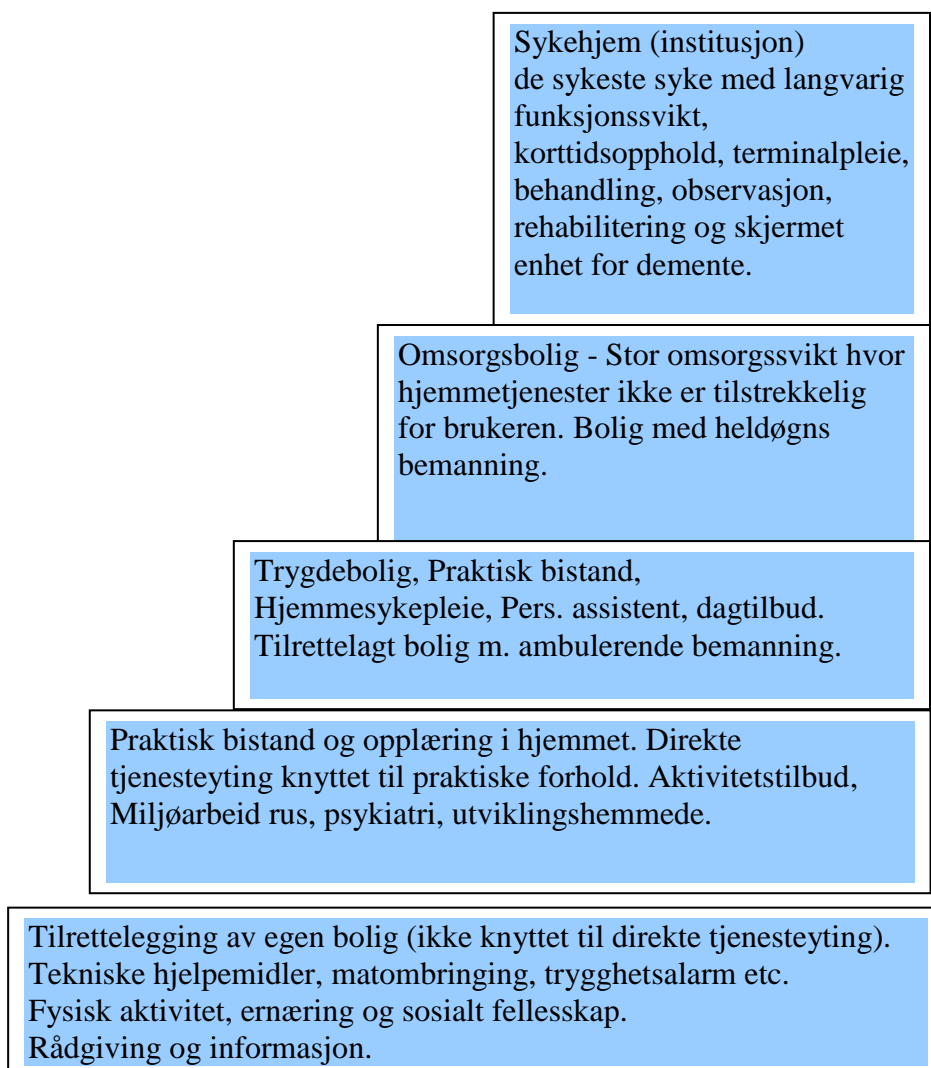 Sykehjem (institusjon)
de sykeste syke med langvarig
funksjonssvikt,
korttidsopphold, terminalpleie,
behandling, observasjon,
rehabilitering og skjermet
enhet for demente.
Omsorgsbolig - Stor omsorgssvikt hvor
hjemmetjenester ikke er tilstrekkelig
for brukeren. Bolig med heldøgns
bemanning.
Trygdebolig, Praktisk bistand,
Hjemmesykepleie, Pers. assistent, dagtilbud.
Tilrettelagt bolig m. ambulerende bemanning.
Praktisk bistand og opplæring i hjemmet. Direkte
tjenesteyting knyttet til praktiske forhold. Aktivitetstilbud,
Miljøarbeid rus, psykiatri, utviklingshemmede.
Tilrettelegging av egen bolig (ikke knyttet til direkte tjenesteyting).
Tekniske hjelpemidler, matombringing, trygghetsalarm etc.
Fysisk aktivitet, ernæring og sosialt fellesskap.
Rådgiving og informasjon.